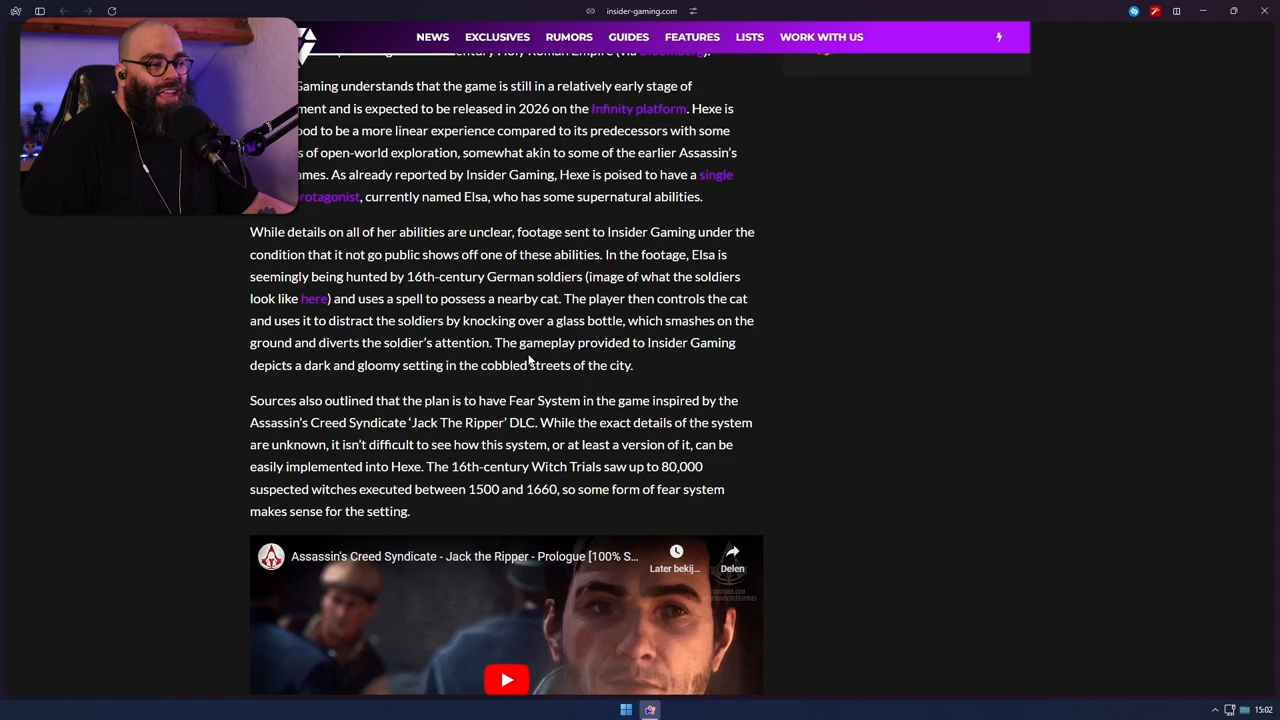 insider-gaming.com
NEWS EXCLUSIVES RUMORS GUIDES FEATURES LISTS WORK WITH US
Gaming understands that the game is still in a relatively early stage of
ment and is expected to be released in 2026 on the Infinity platform. Hexe is
ood to be a more linear experience compared to its predecessors with some
s of open-world exploration, somewhat akin to some of the earlier Assassin's
ames. As already reported by Insider Gaming, Hexe is poised to have a single
rotagonist, currently named Elsa, who has some supernatural abilities.
While details on all of her abilities are unclear, footage sent to Insider Gaming under the
condition that it not go public shows off one of these abilities. In the footage, Elsa is
seemingly being hunted by 16th-century German soldiers (image of what the soldiers
look like here) and uses a spell to possess a nearby cat. The player then controls the cat
and uses it to distract the soldiers by knocking over a glass bottle, which smashes on the
ground and diverts the soldier's attention. The gameplay provided to Insider Gaming
depicts a dark and gloomy setting in the cobbled streets of the city.
Sources also outlined that the plan is to have Fear System in the game inspired by the
Assassin's Creed Syndicate 'Jack The Ripper' DLC. While the exact details of the system
are unknown, it isn't difficult to see how this system, or at least a version of it, can be
easily implemented into Hexe. The 16th-century Witch Trials saw up to 80,000
suspected witches executed between 1500 and 1660, so some form of fear system
makes sense for the setting.
Assassin's Creed Syndicate - Jack the Ripper - Prologue [100% S...
Later bekij...
Delen
15:02